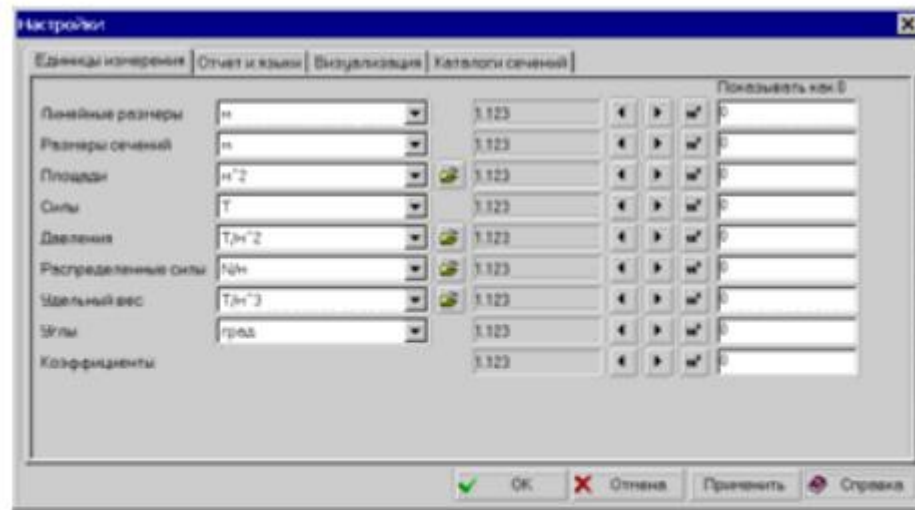 Настройки
Единицы измерения Отчет и языки Визуализация Каталоги сечений
Показывать как 0
Линейные размеры м 1.123 0
Размеры сечений м 1.123 0
Площади м^2 1.123 0
Силы Т 1.123 0
Давления Т/м^2 1.123 0
Распределенные силы N/м 1.123 0
Удельный вес Т/м^3 1.123 0
Углы град 1.123 0
Коэффициенты 1.123 0
ОК Отмена Применить Справка